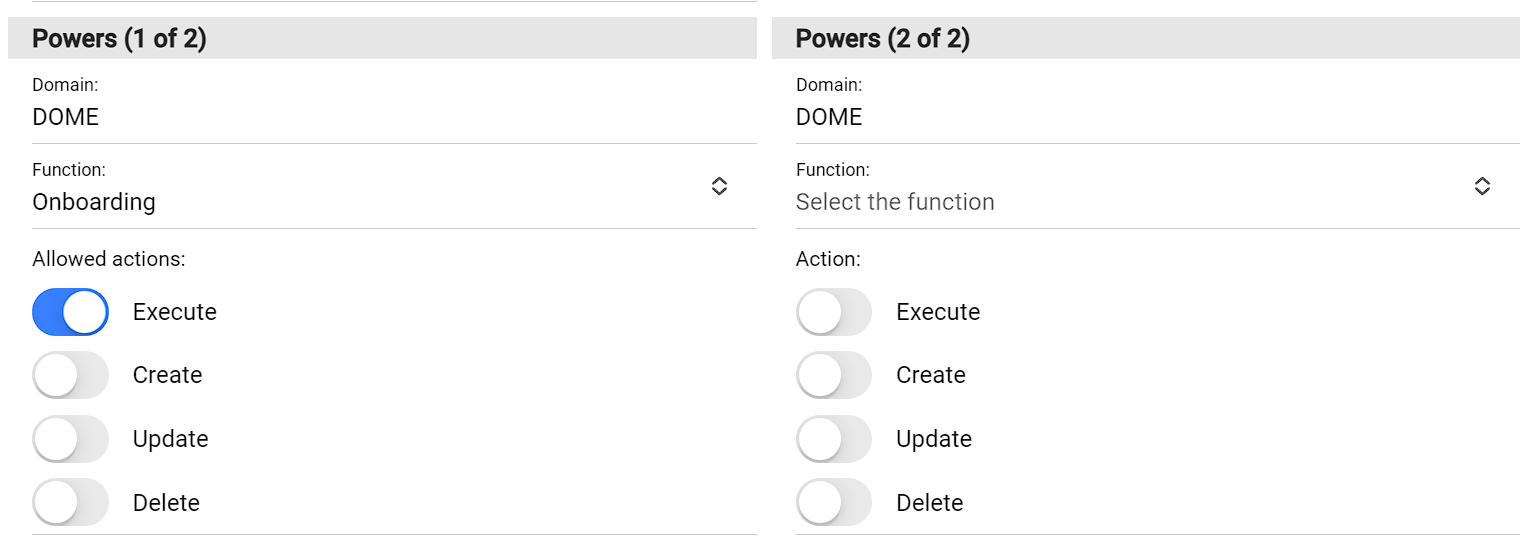 Powers (1 of 2)
Domain:
DOME
Function:
Onboarding
Allowed actions:
Execute
Create
Update
Delete
Powers (2 of 2)
Domain:
DOME
Function:
Select the function
Action:
Execute
Create
Update
Delete